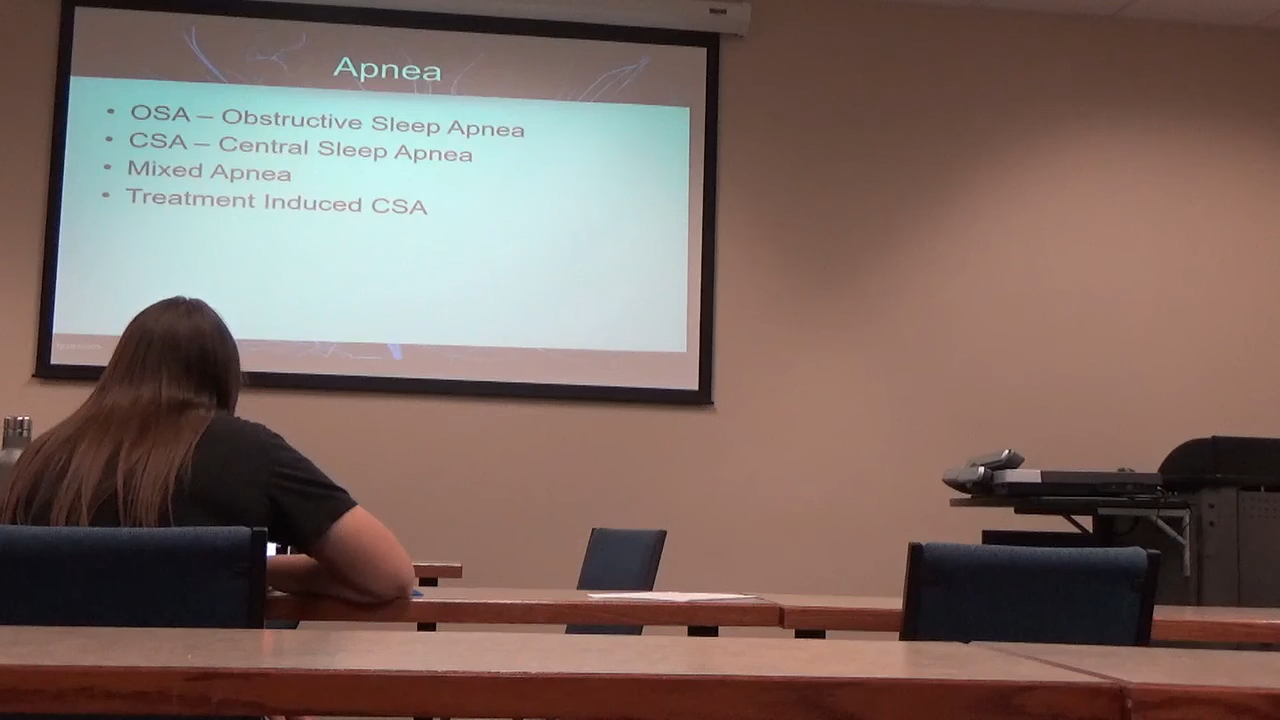 Apnea
• OSA – Obstructive Sleep Apnea
• CSA – Central Sleep Apnea
• Mixed Apnea
• Treatment Induced CSA